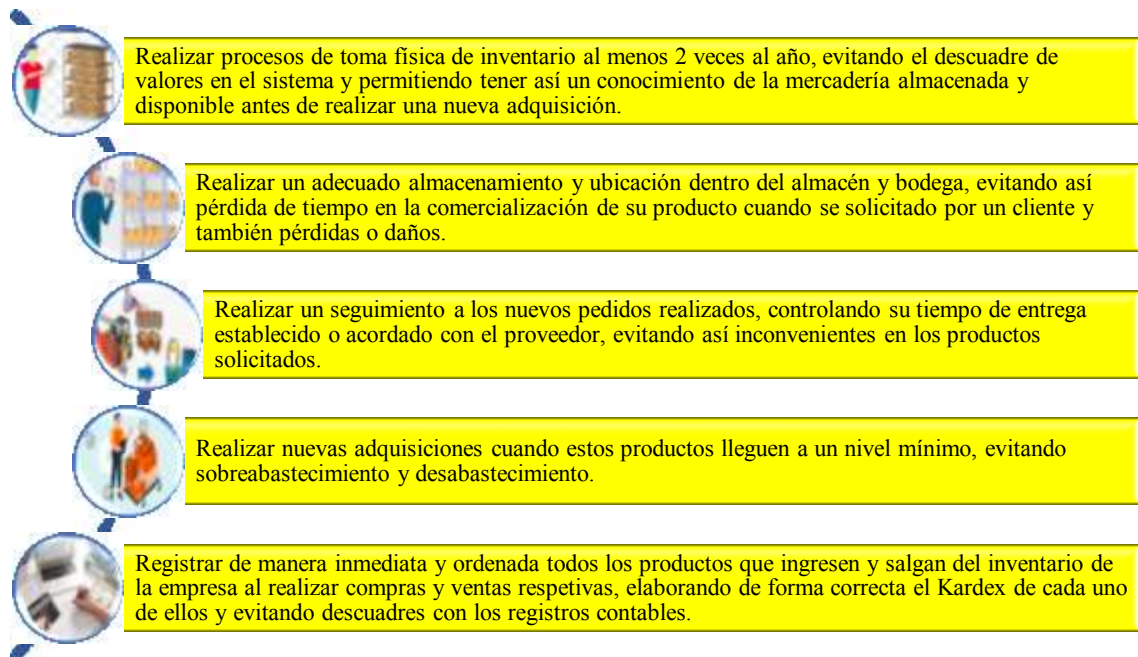 Realizar procesos de toma física de inventario al menos 2 veces al año, evitando el descuadre de
valores en el sistema y permitiendo tener así un conocimiento de la mercadería almacenada y
disponible antes de realizar una nueva adquisición.
Realizar un adecuado almacenamiento y ubicación dentro del almacén y bodega, evitando así
pérdida de tiempo en la comercialización de su producto cuando se solicitado por un cliente y
también pérdidas o daños.
Realizar un seguimiento a los nuevos pedidos realizados, controlando su tiempo de entrega
establecido o acordado con el proveedor, evitando así inconvenientes en los productos
solicitados.
Realizar nuevas adquisiciones cuando estos productos lleguen a un nivel mínimo, evitando
sobreabastecimiento y desabastecimiento.
Registrar de manera inmediata y ordenada todos los productos que ingresen y salgan del inventario de
la empresa al realizar compras y ventas respetivas, elaborando de forma correcta el Kardex de cada uno
de ellos y evitando descuadres con los registros contables.